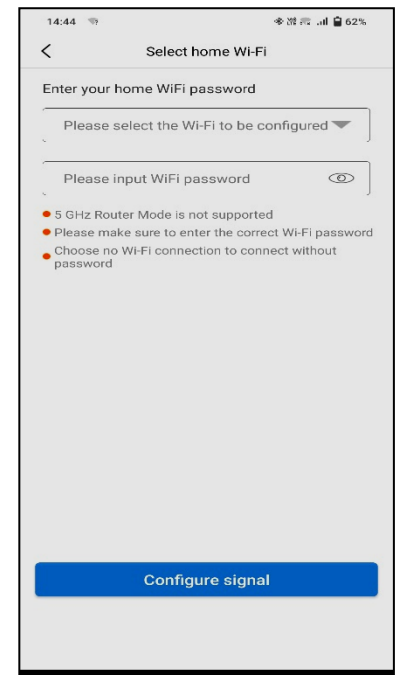 14:44 62%
Select home Wi-Fi
Enter your home WiFi password
Please select the Wi-Fi to be configured
Please input WiFi password
5 GHz Router Mode is not supported
Please make sure to enter the correct Wi-Fi password
Choose no Wi-Fi connection to connect without
password
Configure signal